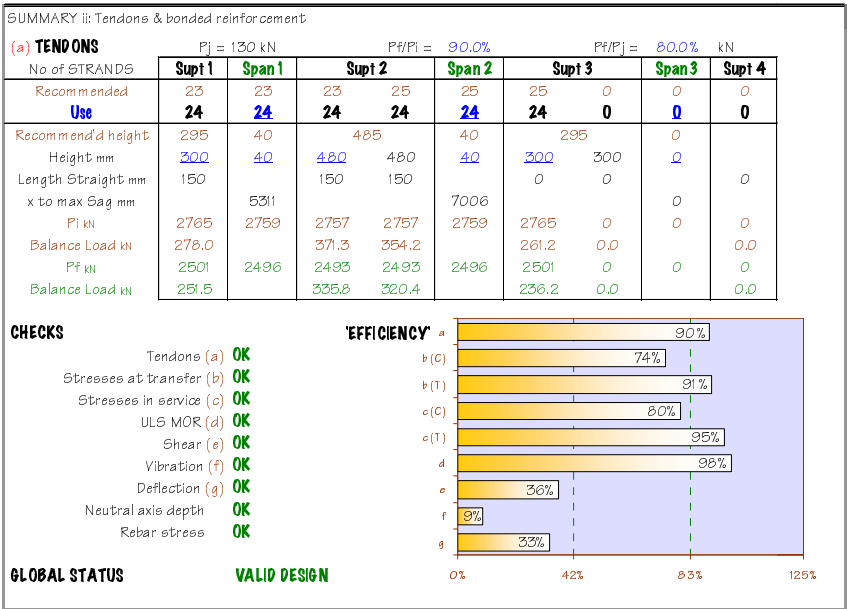 SUMMARY ii: Tendons & bonded reinforcement
(a) TENDONS Pj = 130 kN Pf/Pi = 90.0% Pf/Pj = 80.0% kN
No of STRANDS Supt 1 Span 1 Supt 2 Span 2 Supt 3 Span 3 Supt 4
Recommended 23 23 23 25 25 25 0 0 0
Use 24 24 24 24 24 24 0 0 0
Recommend'd height 295 40 485 40 295 0
Height mm 300 40 480 480 40 300 300 0
Length Straight mm 150 150 150 0 0 0
x to max Sag mm 5311 7006 0
Pi kN 2765 2759 2757 2757 2759 2765 0 0 0
Balance Load kN 278.0 371.3 354.2 261.2 0.0 0.0
Pf kN 2501 2496 2493 2493 2496 2501 0 0 0
Balance Load kN 251.5 335.8 320.4 236.2 0.0 0.0
CHECKS
Tendons (a) OK
Stresses at transfer (b) OK
Stresses in service (c) OK
ULS MOR (d) OK
Shear (e) OK
Vibration (f) OK
Deflection (g) OK
Neutral axis depth OK
Rebar stress OK
GLOBAL STATUS VALID DESIGN
'EFFICIENCY' a 90%
b (C) 74%
b (T) 91%
c (C) 80%
c (T) 95%
d 98%
e 36%
f 9%
g 33%
0% 42% 83% 125%